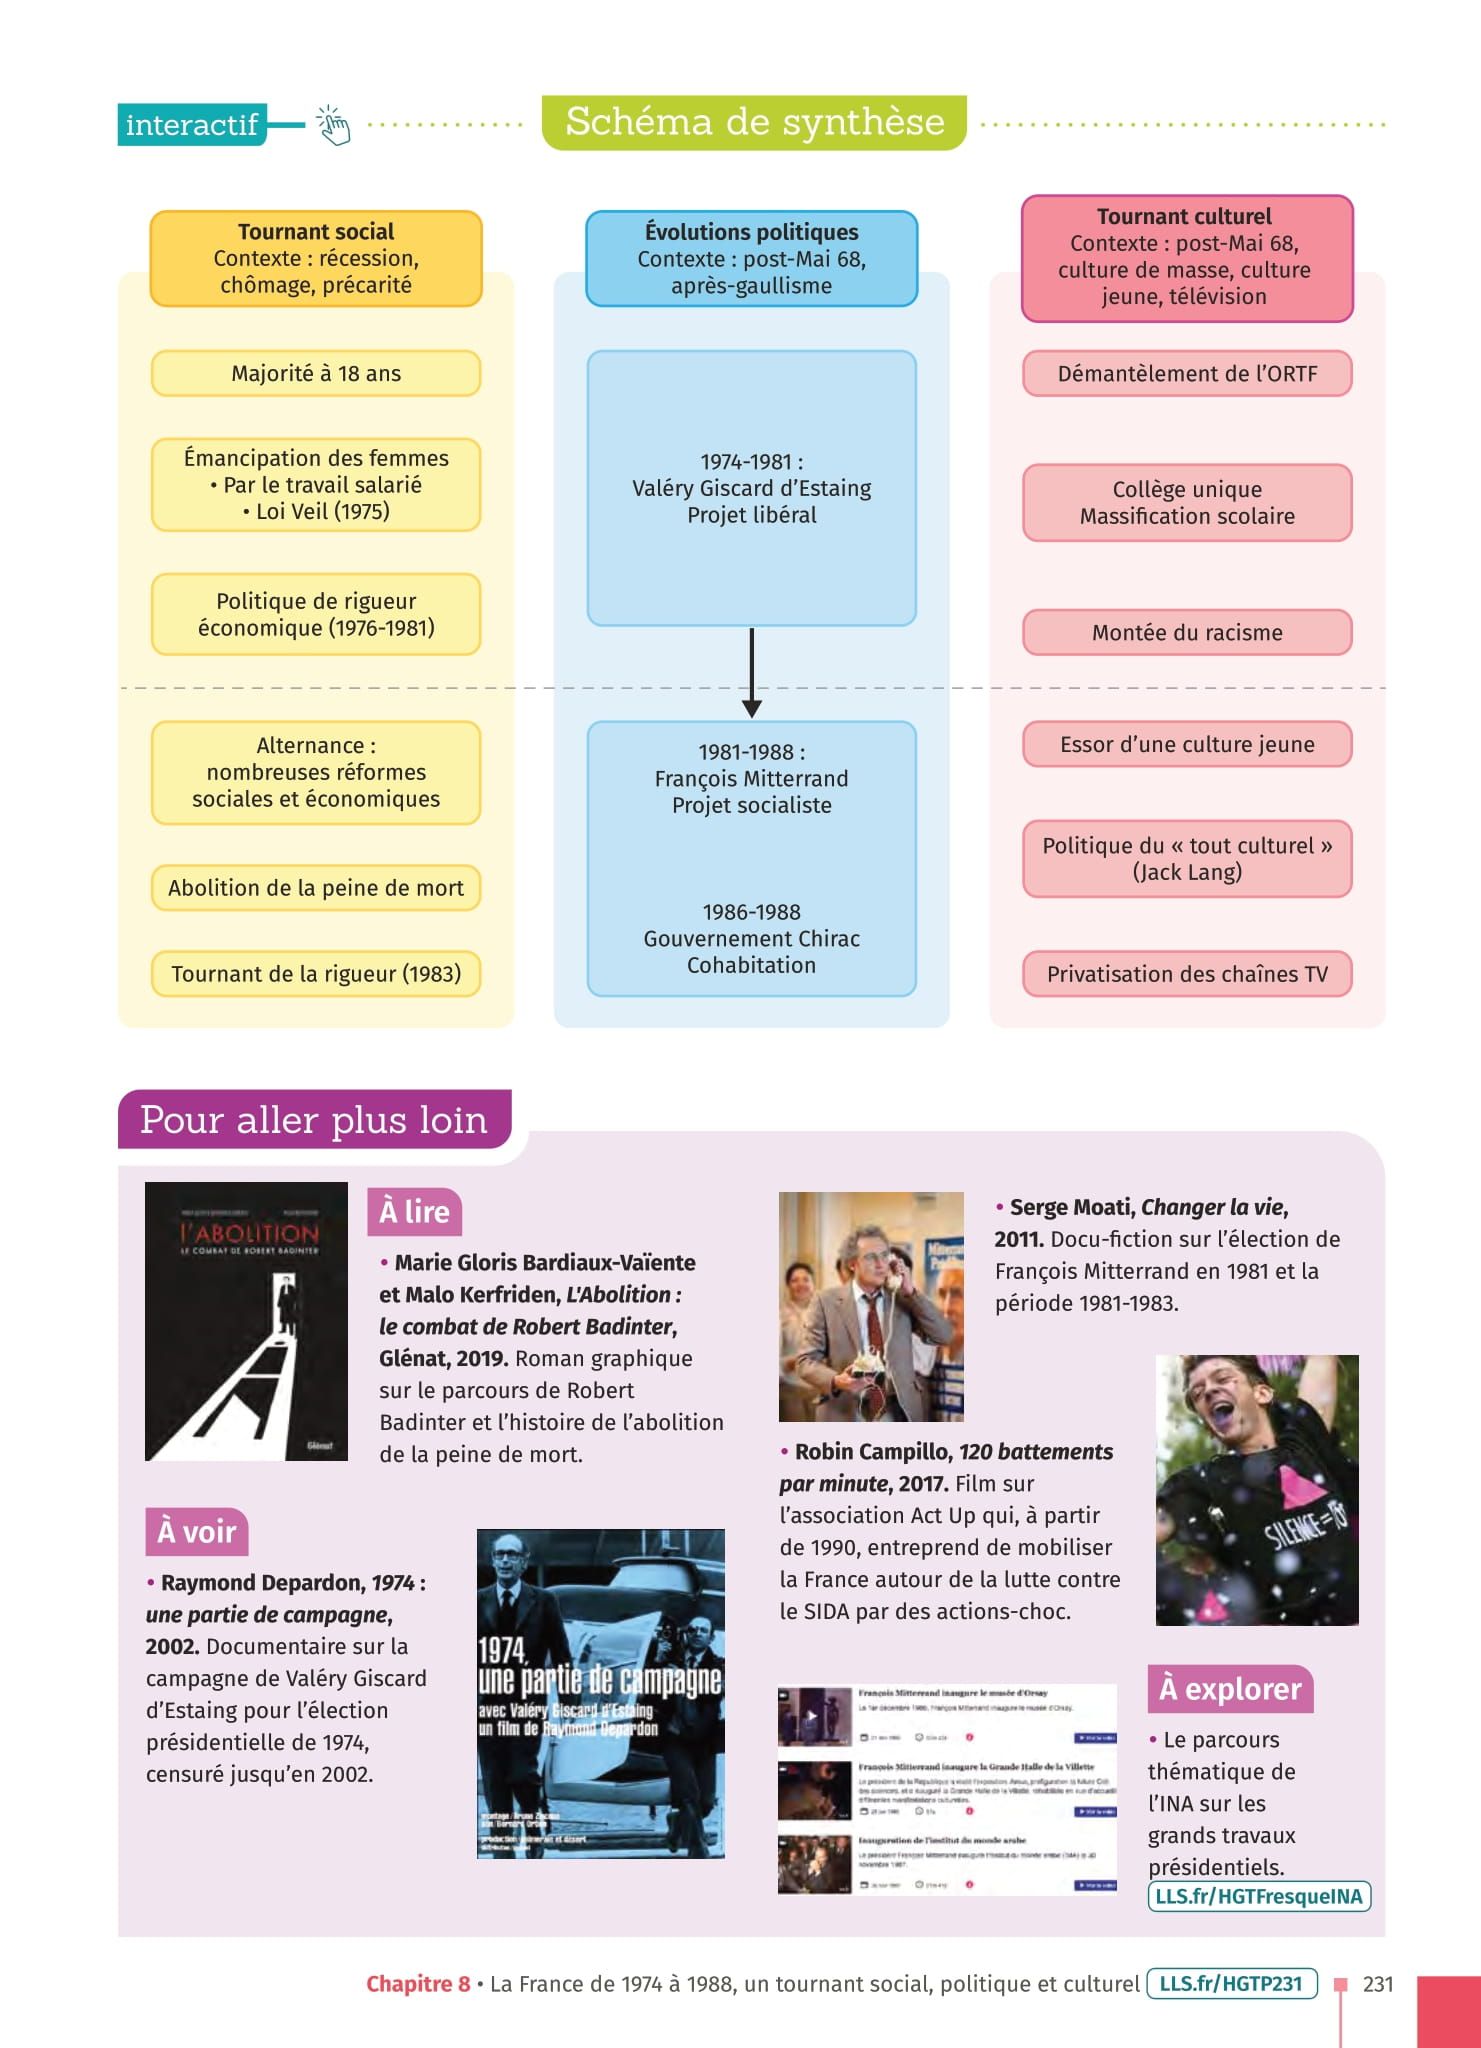 interactif
Schéma de synthèse
Tournant social
Contexte : récession,
chômage, précarité
Majorité à 18 ans
Émancipation des femmes
• Par le travail salarié
• Loi Veil (1975)
Politique de rigueur
économique (1976-1981)
Alternance :
nombreuses réformes
sociales et économiques
Abolition de la peine de mort
Tournant de la rigueur (1983)
Évolutions politiques
Contexte : post-Mai 68,
après-gaullisme
1974-1981 :
Valéry Giscard d’Estaing
Projet libéral
1981-1988 :
François Mitterrand
Projet socialiste
1986-1988
Gouvernement Chirac
Cohabitation
Tournant culturel
Contexte : post-Mai 68,
culture de masse, culture
jeune, télévision
Démantèlement de l’ORTF
Collège unique
Massification scolaire
Montée du racisme
Essor d’une culture jeune
Politique du « tout culturel »
(Jack Lang)
Privatisation des chaînes TV
Pour aller plus loin
L'ABOLITION
LE COMBAT DE ROBERT BADINTER
Glénat
À lire
• Marie Gloris Bardiaux-Vaïente
et Malo Kerfriden, L'Abolition :
le combat de Robert Badinter,
Glénat, 2019. Roman graphique
sur le parcours de Robert
Badinter et l’histoire de l’abolition
de la peine de mort.
À voir
• Raymond Depardon, 1974 :
une partie de campagne,
2002. Documentaire sur la
campagne de Valéry Giscard
d’Estaing pour l’élection
présidentielle de 1974,
censuré jusqu’en 2002.
1974,
une partie de campagne
avec Valéry Giscard d'Estaing
un film de Raymond Depardon
• Serge Moati, Changer la vie,
2011. Docu-fiction sur l’élection de
François Mitterrand en 1981 et la
période 1981-1983.
• Robin Campillo, 120 battements
par minute, 2017. Film sur
l’association Act Up qui, à partir
de 1990, entreprend de mobiliser
la France autour de la lutte contre
le SIDA par des actions-choc.
SILENCE=
François Mitterrand inaugure le musée d'Orsay
Le 1er décembre 1986, François Mitterrand inaugure le musée d'Orsay.
François Mitterrand inaugure la Grande Halle de la Villette
Inauguration de l'institut du monde arabe
À explorer
• Le parcours
thématique de
l’INA sur les
grands travaux
présidentiels.
LLS.fr/HGTFresqueINA
Chapitre 8 • La France de 1974 à 1988, un tournant social, politique et culturel LLS.fr/HGTP231 231